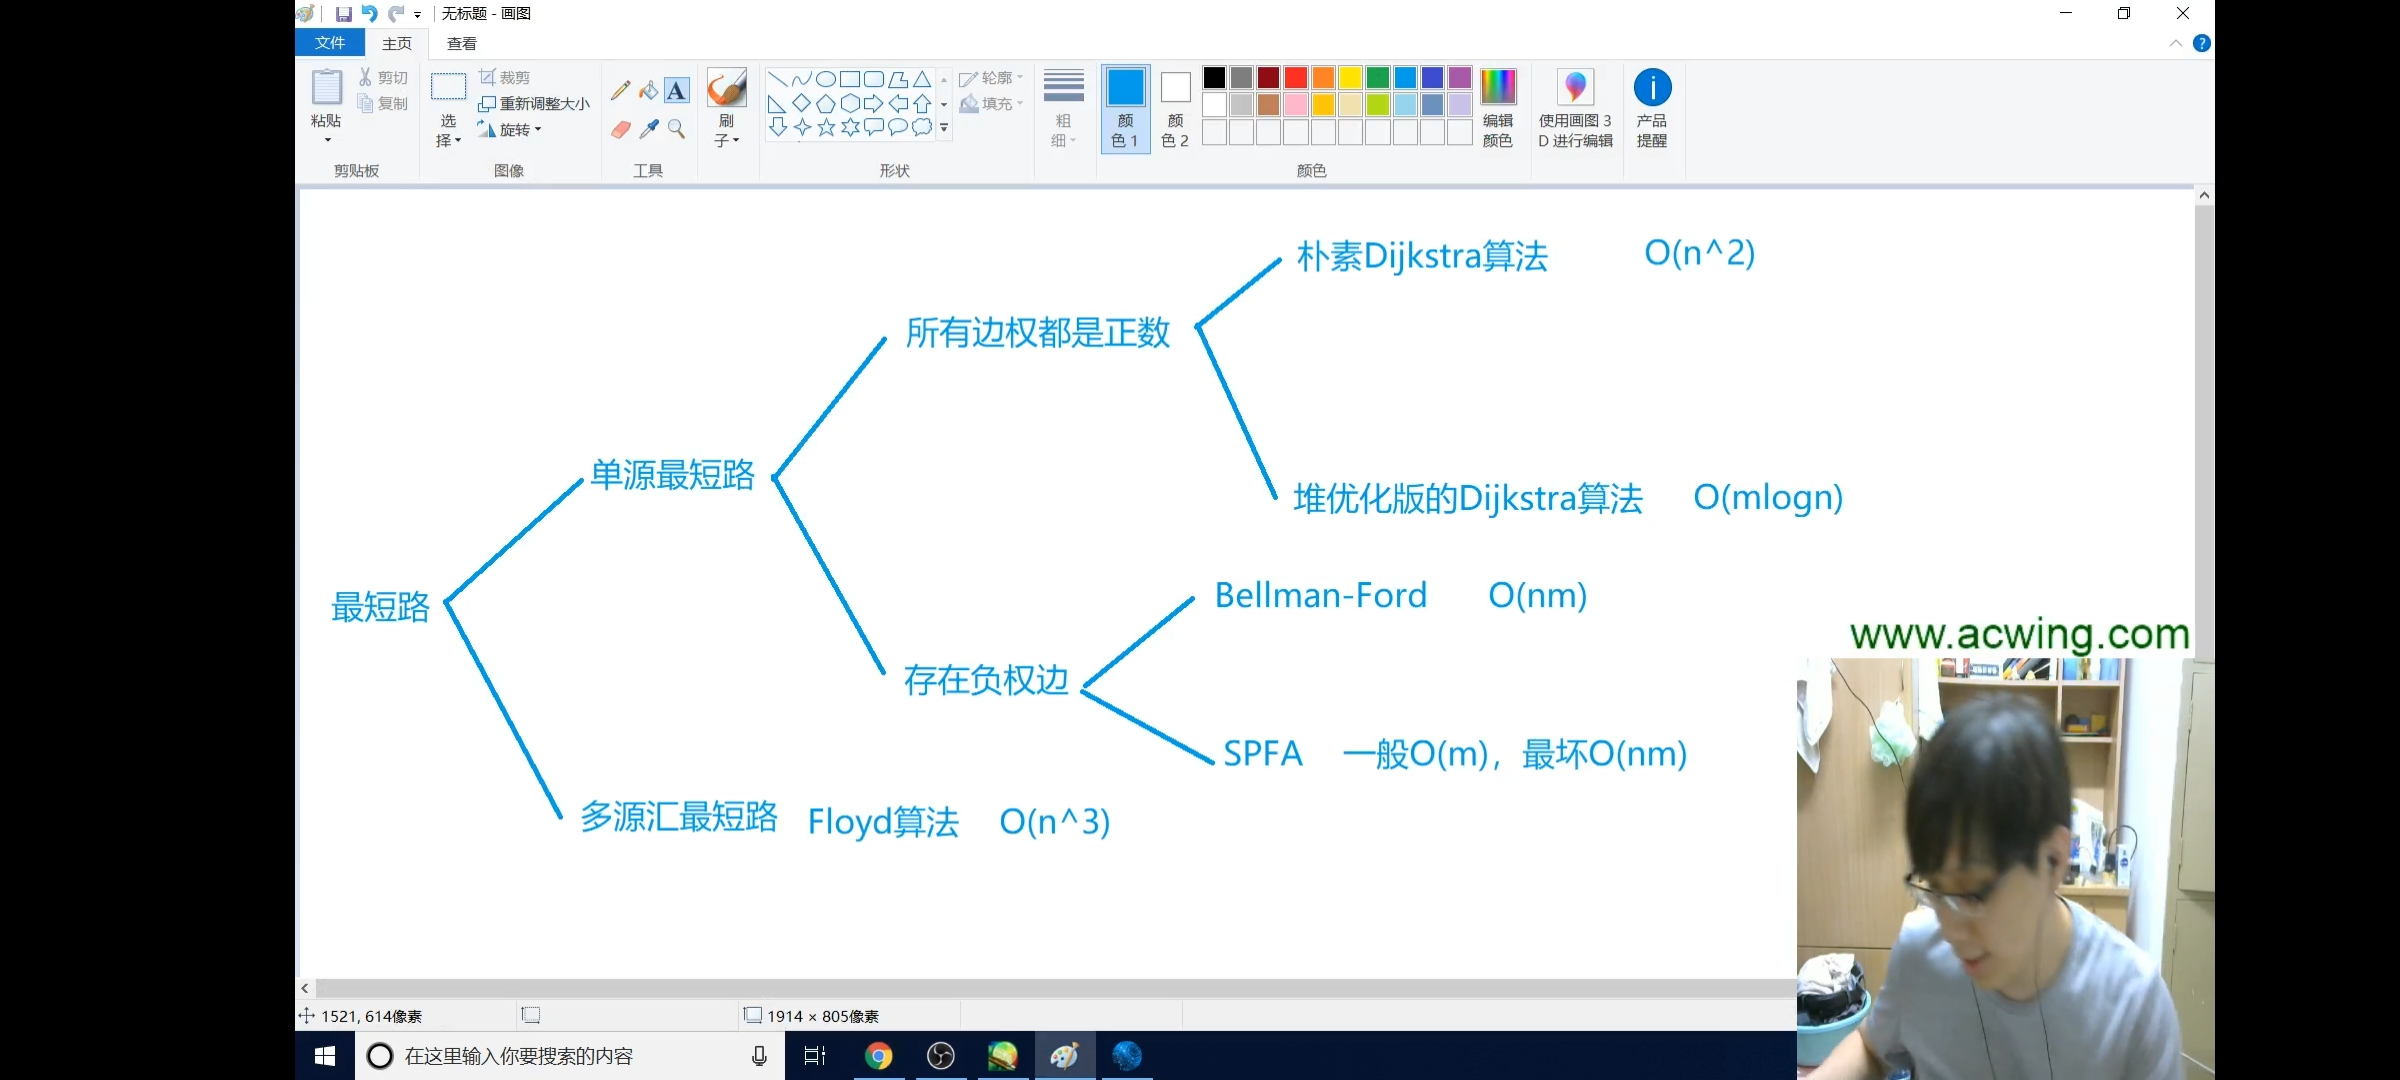 无标题 - 画图
文件 主页 查看
粘贴 剪切 复制
剪贴板
选择 裁剪 重新调整大小 旋转
图像
A
工具
刷子
形状
轮廓 填充
粗细
颜色 1
颜色 2
编辑颜色
颜色
使用画图 3D 进行编辑
产品提醒
朴素Dijkstra算法 O(n^2)
所有边权都是正数
单源最短路
堆优化版的Dijkstra算法 O(mlogn)
最短路
Bellman-Ford O(nm)
www.acwing.com
存在负权边
SPFA 一般O(m)，最坏O(nm)
多源汇最短路 Floyd算法 O(n^3)
1521, 614像素 1914 × 805像素
在这里输入你要搜索的内容